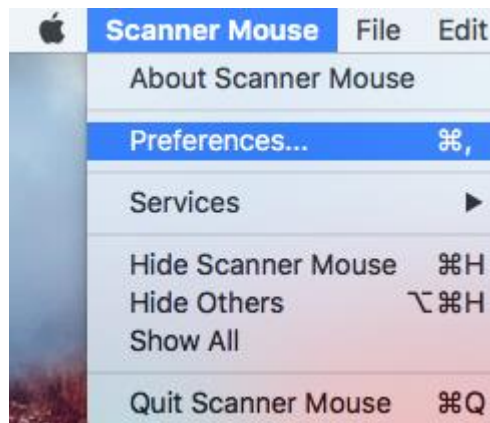 Scanner Mouse File Edit
About Scanner Mouse
Preferences... ⌘,
Services ▶
Hide Scanner Mouse ⌘H
Hide Others ⌥⌘H
Show All
Quit Scanner Mouse ⌘Q